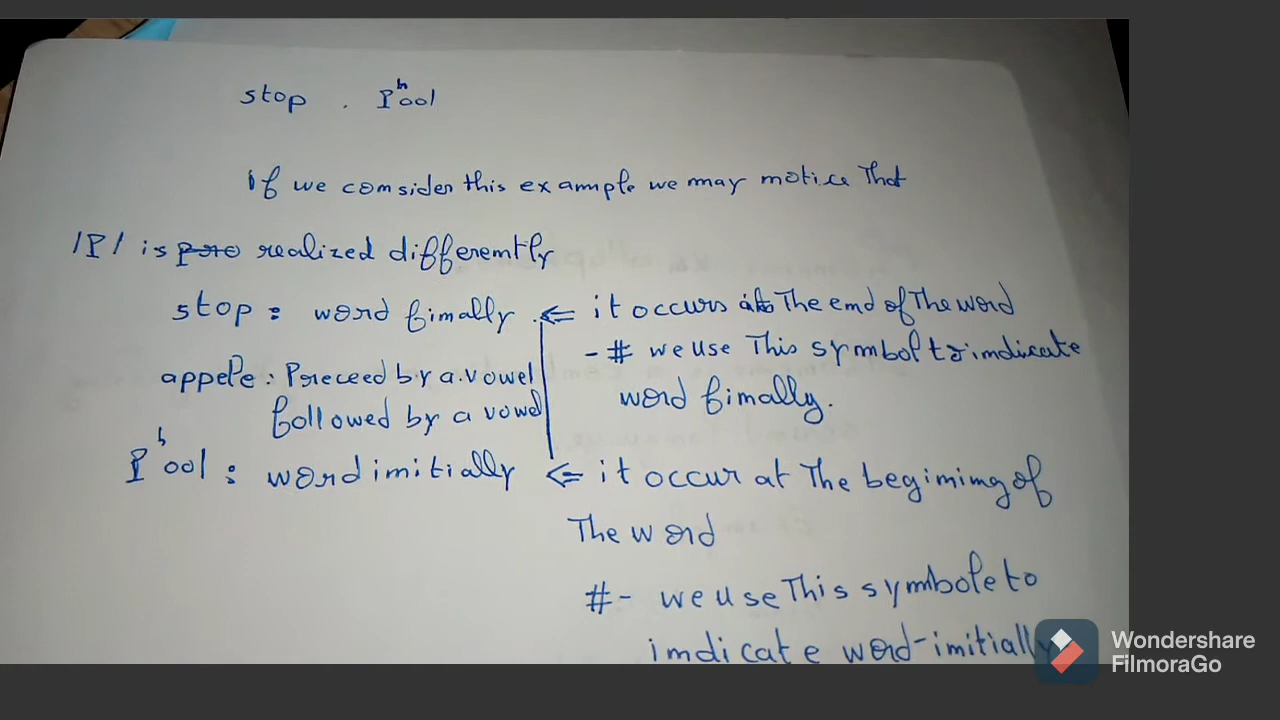 stop . Pʰool
If we consider this example we may notice That
/P/ is pro realized differently
stop : word finally . ⇐ it occurs at The end of The word
- # we use This symbol to indicate
word finally.
appele : Preceed by a vowel
followed by a vowel
Pʰool : word initially ⇐ it occur at The begining of
The word
#- we use This symbole to
indicate word-initially
Wondershare
FilmoraGo